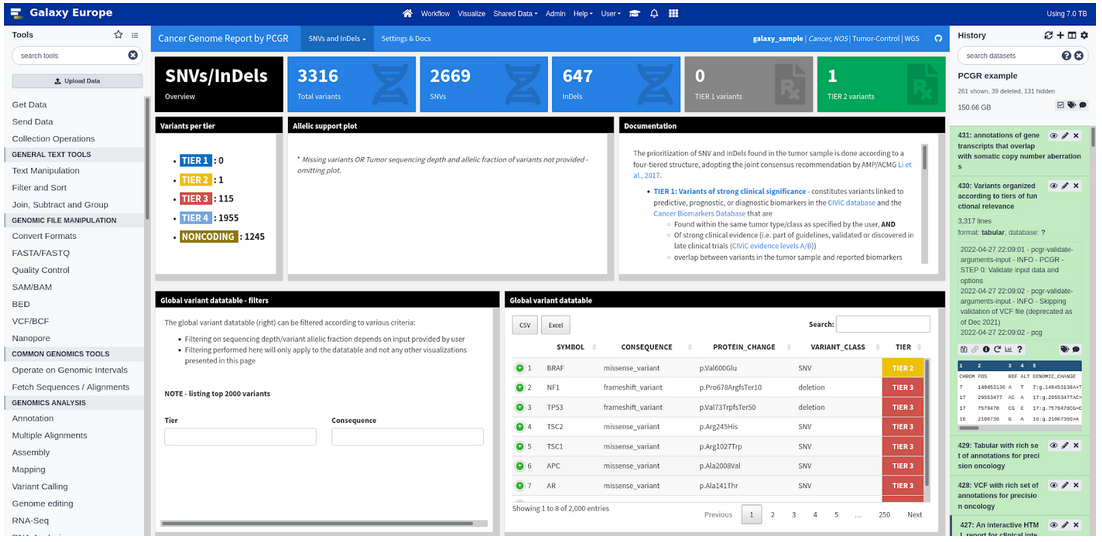 Galaxy Europe
Workflow Visualize Shared Data Admin Help User
Using 7.0 TB
Tools
search tools
Upload Data
Get Data
Send Data
Collection Operations
GENERAL TEXT TOOLS
Text Manipulation
Filter and Sort
Join, Subtract and Group
GENOMIC FILE MANIPULATION
Convert Formats
FASTA/FASTQ
Quality Control
SAM/BAM
BED
VCF/BCF
Nanopore
COMMON GENOMICS TOOLS
Operate on Genomic Intervals
Fetch Sequences / Alignments
GENOMICS ANALYSIS
Annotation
Multiple Alignments
Assembly
Mapping
Variant Calling
Genome editing
RNA-Seq
Cancer Genome Report by PCGR
SNVs and InDels
Settings & Docs
galaxy_sample | Cancer, NOS | Tumor-Control | WGS
SNVs/InDels
Overview
3316
Total variants
2669
SNVs
647
InDels
0
TIER 1 variants
1
TIER 2 variants
Variants per tier
• TIER 1 : 0
• TIER 2 : 1
• TIER 3 : 115
• TIER 4 : 1955
• NONCODING : 1245
Allelic support plot
* Missing variants OR Tumor sequencing depth and allelic fraction of variants not provided -
omitting plot.
Documentation
The prioritization of SNV and InDels found in the tumor sample is done according to a
four-tiered structure, adopting the joint consensus recommendation by AMP/ACMG Li et
al., 2017.
• TIER 1: Variants of strong clinical significance - constitutes variants linked to
predictive, prognostic, or diagnostic biomarkers in the CIViC database and the
Cancer Biomarkers Database that are
○ Found within the same tumor type/class as specified by the user, AND
○ Of strong clinical evidence (i.e. part of guidelines, validated or discovered in
late clinical trials (CIViC evidence levels A/B))
○ overlap between variants in the tumor sample and reported biomarkers
Global variant datatable - filters
The global variant datatable (right) can be filtered according to various criteria:
• Filtering on sequencing depth/variant allelic fraction depends on input provided by user
• Filtering performed here will only apply to the datatable and not any other visualizations
presented in this page
NOTE - listing top 2000 variants
Tier
Consequence
Global variant datatable
CSV Excel
Search:
SYMBOL CONSEQUENCE PROTEIN_CHANGE VARIANT_CLASS TIER
1 BRAF missense_variant p.Val600Glu SNV TIER 2
2 NF1 frameshift_variant p.Pro678ArgfsTer10 deletion TIER 3
3 TP53 frameshift_variant p.Val73TrpfsTer50 deletion TIER 3
4 TSC2 missense_variant p.Arg245His SNV TIER 3
5 TSC1 missense_variant p.Arg1027Trp SNV TIER 3
6 APC missense_variant p.Ala2008Val SNV TIER 3
7 AR missense_variant p.Ala141Thr SNV TIER 3
Showing 1 to 8 of 2,000 entries
Previous 1 2 3 4 5 ... 250 Next
History
search datasets
PCGR example
261 shown, 39 deleted, 131 hidden
150.66 GB
431: annotations of gene
transcripts that overlap
with somatic copy number aberration
s
430: Variants organized
according to tiers of fun
ctional relevance
3,317 lines
format: tabular, database: ?
2022-04-27 22:09:01 - pcgr-validate-
arguments-input - INFO - PCGR -
STEP 0: Validate input data and
options
2022-04-27 22:09:02 - pcgr-validate-
arguments-input - INFO - Skipping
validation of VCF file (deprecated as
of Dec 2021)
2022-04-27 22:09:02 - pcg
1 2 3 4 5
CHROM POS REF ALT GENOMIC_CHANGE
429: Tabular with rich se
t of annotations for preci
sion oncology
428: VCF with rich set of
annotations for precisio
n oncology
427: An interactive HTM
L report for clinical inte